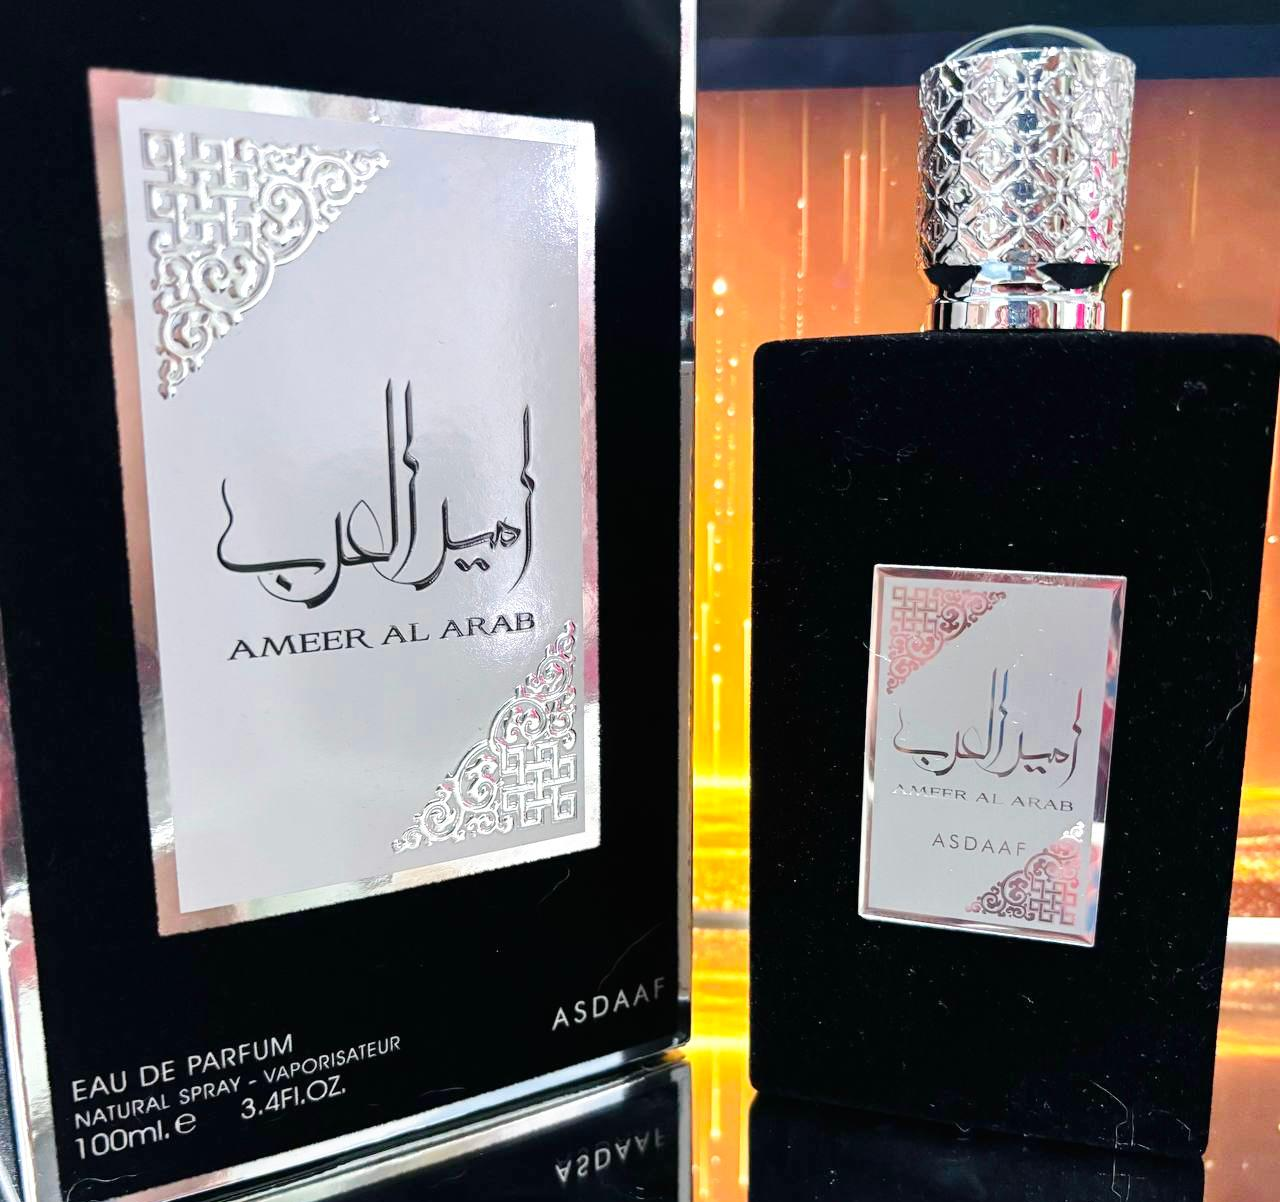 أمير العرب
AMEER AL ARAB
ASDAAF
EAU DE PARFUM
NATURAL SPRAY - VAPORISATEUR
100ml. e 3.4Fl.OZ.
ASDAAF
أمير العرب
AMEER AL ARAB
ASDAAF